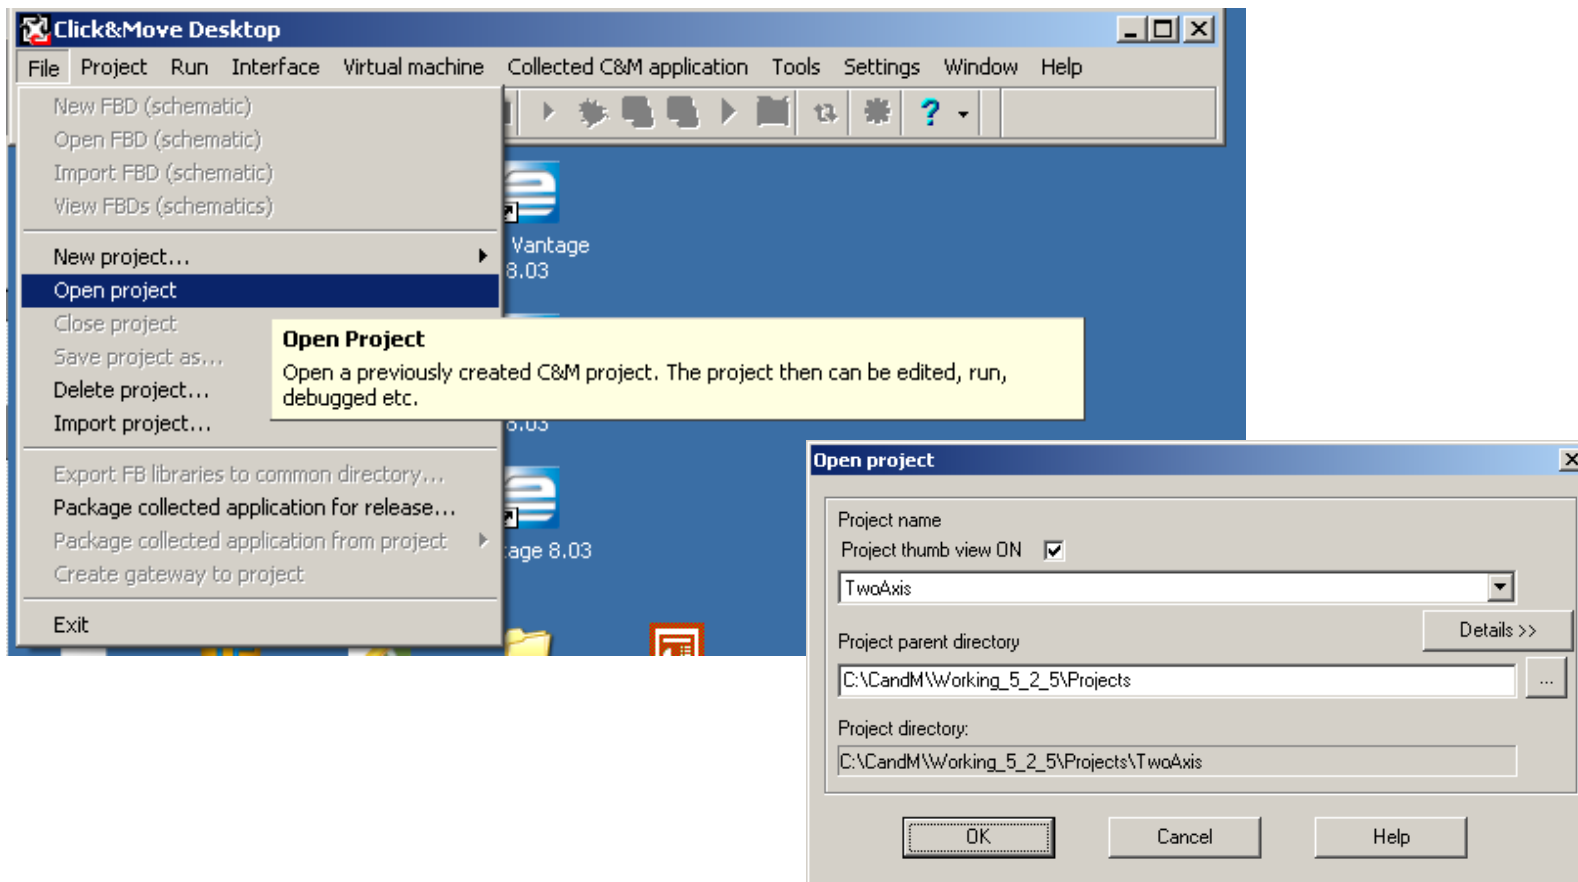 Click&Move Desktop
File Project Run Interface Virtual machine Collected C&M application Tools Settings Window Help
New FBD (schematic)
Open FBD (schematic)
Import FBD (schematic)
View FBDs (schematics)
New project...
Open project
Close project
Save project as...
Delete project...
Import project...
Export FB libraries to common directory...
Package collected application for release...
Package collected application from project
Create gateway to project
Exit
?
Vantage
8.03
Open Project
Open a previously created C&M project. The project then can be edited, run,
debugged etc.
8.03
tage 8.03
Open project
Project name
Project thumb view ON
TwoAxis
Details >>
Project parent directory
C:\CandM\Working_5_2_5\Projects
...
Project directory:
C:\CandM\Working_5_2_5\Projects\TwoAxis
OK Cancel Help